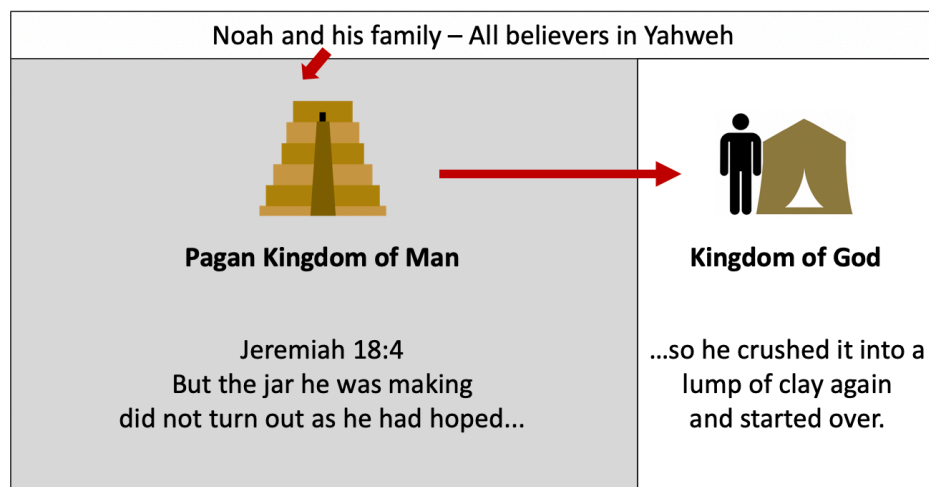 Noah and his family – All believers in Yahweh
Pagan Kingdom of Man
Kingdom of God
Jeremiah 18:4
But the jar he was making
did not turn out as he had hoped...
...so he crushed it into a
lump of clay again
and started over.